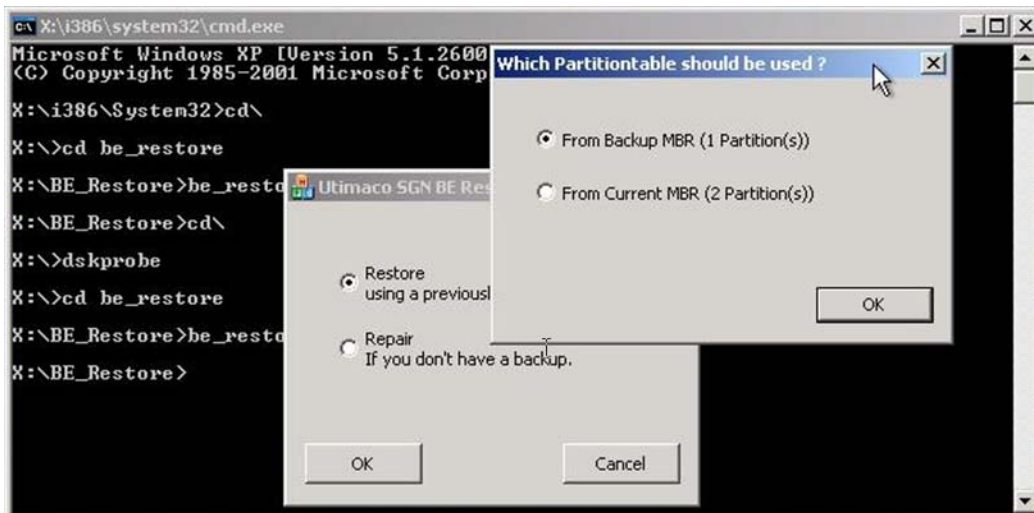 X:\i386\system32\cmd.exe
Microsoft Windows XP [Version 5.1.2600
(C) Copyright 1985-2001 Microsoft Corp
X:\i386\System32>cd\
X:\>cd be_restore
X:\BE_Restore>be_resto
X:\BE_Restore>cd\
X:\>dskprobe
X:\>cd be_restore
X:\BE_Restore>be_resto
X:\BE_Restore>
Utimaco SGN BE Res
Restore
using a previousl
Repair
If you don't have a backup.
OK
Cancel
Which Partitiontable should be used ?
From Backup MBR (1 Partition(s))
From Current MBR (2 Partition(s))
OK